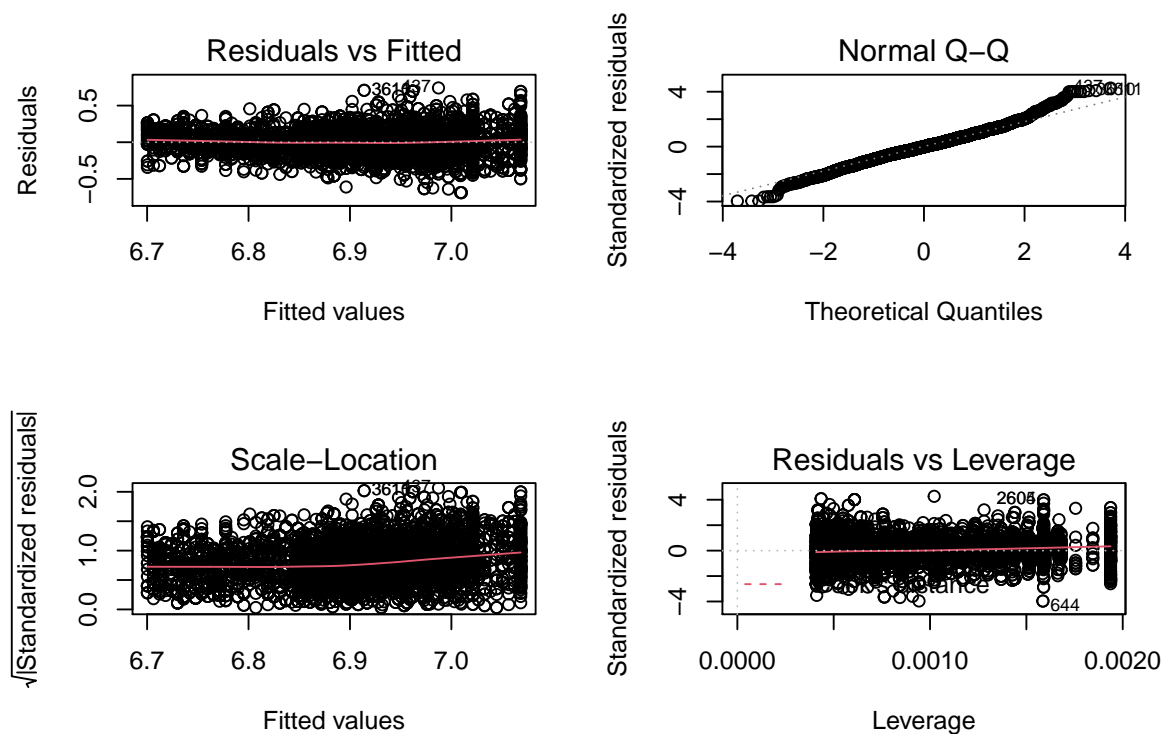 Residuals vs Fitted
Residuals
0.5
−0.5
6.7 6.8 6.9 7.0
Fitted values
Normal Q−Q
Standardized residuals
4
0
−4
−4 −2 0 2 4
Theoretical Quantiles
Scale−Location
√|Standardized residuals|
2.0
1.0
0.0
6.7 6.8 6.9 7.0
Fitted values
Residuals vs Leverage
Standardized residuals
4
0
−4
2605
644
0.0000 0.0010 0.0020
Leverage